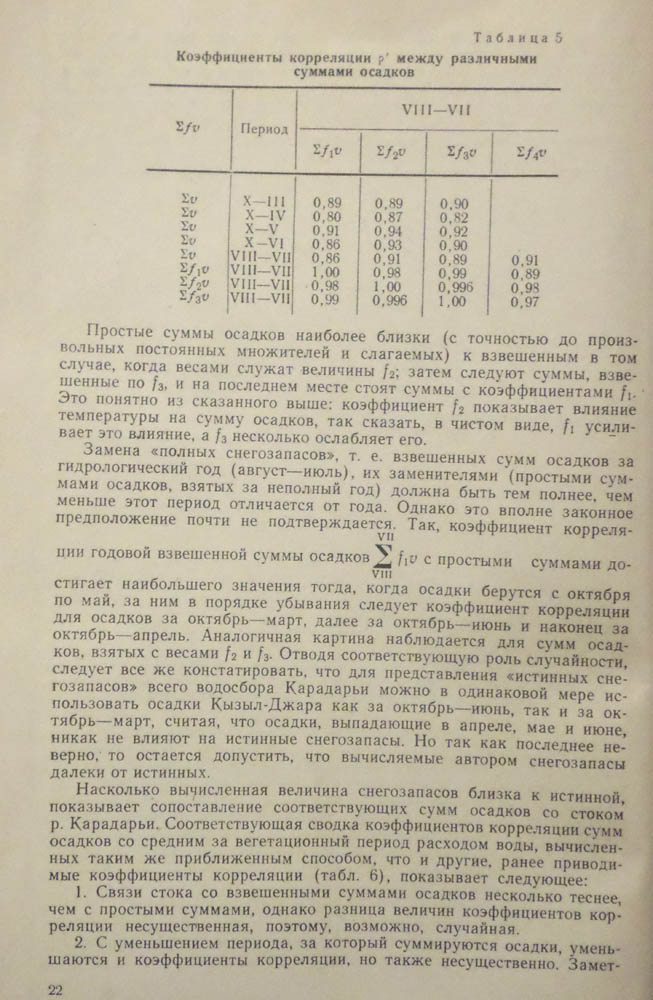 Таблица 5
Коэффициенты корреляции ρ′ между различными
суммами осадков
Σfv Период VIII—VII
Σf₁v Σf₂v Σf₃v Σf₄v
Σv X—III 0,89 0,89 0,90
Σv X—IV 0,80 0,87 0,82
Σv X—V 0,91 0,94 0,92
Σv X—VI 0,86 0,93 0,90
Σv VIII—VII 0,86 0,91 0,89 0,91
Σf₁v VIII—VII 1,00 0,98 0,99 0,89
Σf₂v VIII—VII 0,98 1,00 0,996 0,98
Σf₃v VIII—VII 0,99 0,996 1,00 0,97
Простые суммы осадков наиболее близки (с точностью до произ-
вольных постоянных множителей и слагаемых) к взвешенным в том
случае, когда весами служат величины f₂; затем следуют суммы, взве-
шенные по f₃, и на последнем месте стоят суммы с коэффициентами f₁.
Это понятно из сказанного выше: коэффициент f₂ показывает влияние
температуры на сумму осадков, так сказать, в чистом виде, f₁ усили-
вает это влияние, а f₃ несколько ослабляет его.
Замена «полных снегозапасов», т. е. взвешенных сумм осадков за
гидрологический год (август—июль), их заменителями (простыми сум-
мами осадков, взятых за неполный год) должна быть тем полнее, чем
меньше этот период отличается от года. Однако это вполне законное
предположение почти не подтверждается. Так, коэффициент корреля-
VII
ции годовой взвешенной суммы осадков ∑ f₁v с простыми суммами до-
VIII
стигает наибольшего значения тогда, когда осадки берутся с октября
по май, за ним в порядке убывания следует коэффициент корреляции
для осадков за октябрь—март, далее за октябрь—июнь и наконец за
октябрь—апрель. Аналогичная картина наблюдается для сумм осад-
ков, взятых с весами f₂ и f₃. Отводя соответствующую роль случайности,
следует все же констатировать, что для представления «истинных сне-
гозапасов» всего водосбора Карадарьи можно в одинаковой мере ис-
пользовать осадки Кызыл-Джара как за октябрь—июнь, так и за ок-
тябрь—март, считая, что осадки, выпадающие в апреле, мае и июне,
никак не влияют на истинные снегозапасы. Но так как последнее не-
верно, то остается допустить, что вычисляемые автором снегозапасы
далеки от истинных.
Насколько вычисленная величина снегозапасов близка к истинной,
показывает сопоставление соответствующих сумм осадков со стоком
р. Карадарьи. Соответствующая сводка коэффициентов корреляции сумм
осадков со средним за вегетационный период расходом воды, вычислен-
ных таким же приближенным способом, что и другие, ранее приводи-
мые коэффициенты корреляции (табл. 6), показывает следующее:
1. Связи стока со взвешенными суммами осадков несколько теснее,
чем с простыми суммами, однако разница величин коэффициентов кор-
реляции несущественная, поэтому, возможно, случайная.
2. С уменьшением периода, за который суммируются осадки, умень-
шаются и коэффициенты корреляции, но также несущественно. Замет-
22